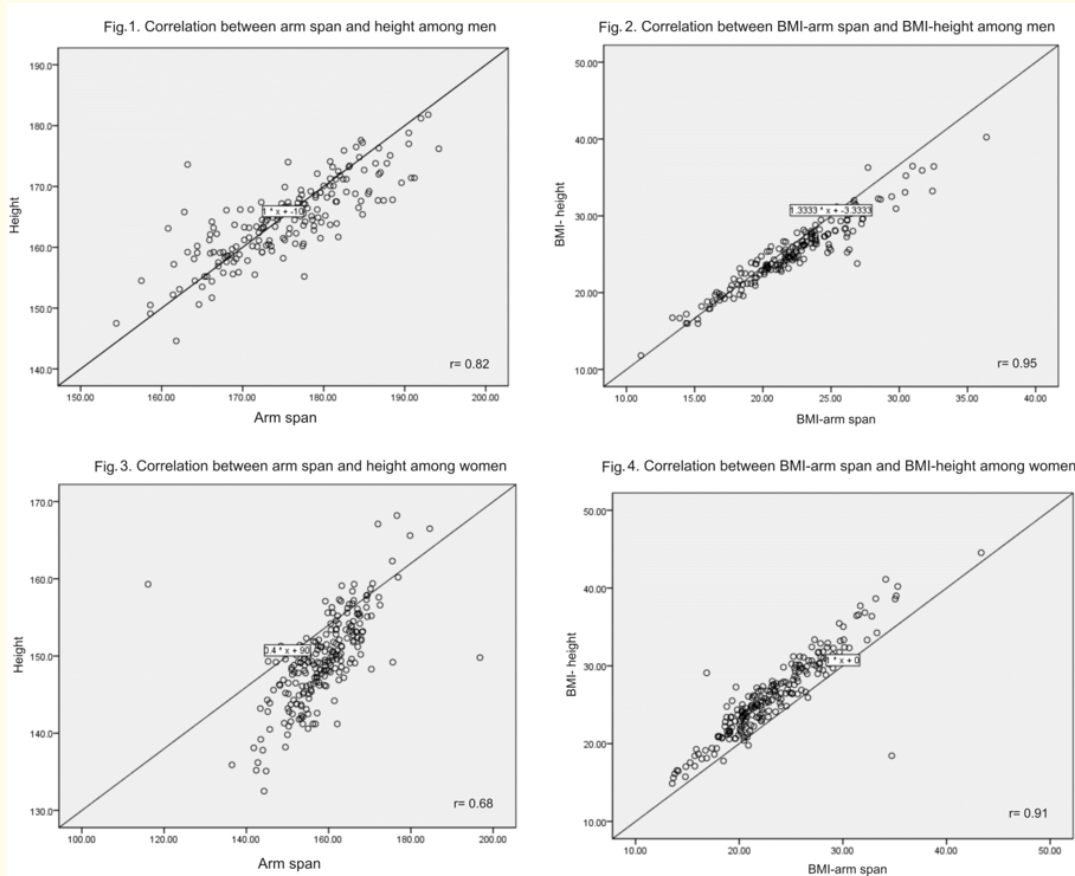 Fig.1. Correlation between arm span and height among men
190.0
180.0
170.0
160.0
150.0
140.0
Height
1 * x + -10
r= 0.82
150.00 160.00 170.00 180.00 190.00 200.00
Arm span
Fig.2. Correlation between BMI-arm span and BMI-height among men
50.00
40.00
30.00
20.00
10.00
BMI- height
1.3333 * x + -3.3333
r= 0.95
10.00 15.00 20.00 25.00 30.00 35.00 40.00
BMI-arm span
Fig.3. Correlation between arm span and height among women
170.0
160.0
150.0
140.0
130.0
Height
0.4 * x + 90
r= 0.68
100.00 120.00 140.00 160.00 180.00 200.00
Arm span
Fig.4. Correlation between BMI-arm span and BMI-height among women
50.00
40.00
30.00
20.00
10.00
BMI- height
1 * x + 0
r= 0.91
10.00 20.00 30.00 40.00 50.00
BMI-arm span